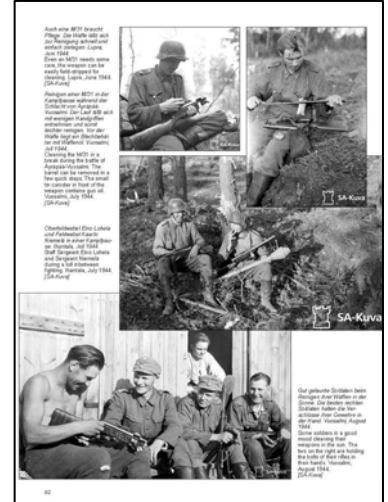 Auch eine M/31 braucht
Pflege. Die Waffe läßt sich
zur Reinigung schnell und
einfach zerlegen. Lupro,
Juni 1944.
Even an M/31 needs some
care, the weapon can be
easily field-stripped for
cleaning. Lupro, June 1944.
[SA-Kuva]
Reinigen einer M/31 in der
Kampfpause während der
Schlacht von Äyräpää-
Vuosalmi. Der Lauf läßt sich
mit wenigen Handgriffen
entnehmen und somit
leichter reinigen. Vor der
Waffe liegt ein Blechbehäl-
ter mit Waffenöl. Vuosalmi,
Juli 1944.
Cleaning the M/31 in a
break during the battle of
Äyräpää-Vuosalmi. The
barrel can be removed in a
few quick steps. The small
tin canister in front of the
weapon contains gun oil.
Vuosalmi, July 1944.
[SA-Kuva]
Oberfeldwebel Eino Lohela
und Feldwebel Kaarlo
Niemelä in einer Kampfpau-
se. Ihantala, Juli 1944.
Staff Sergeant Eino Lohela
and Sergeant Niemelä
during a lull inbetween
fighting. Ihantala, July 1944.
[SA-Kuva]
SA-Kuva
SA-Kuva
SA-Kuva
Gut gelaunte Soldaten beim
Reinigen ihrer Waffen in der
Sonne. Die beiden rechten
Soldaten halten die Ver-
schlüsse ihrer Gewehre in
der Hand. Vuosalmi, August
1944.
Some soldiers in a good
mood cleaning their
weapons in the sun. The
two on the right are holding
the bolts of their rifles in
their hands. Vuosalmi,
August 1944.
[SA-Kuva]
SA-Kuva